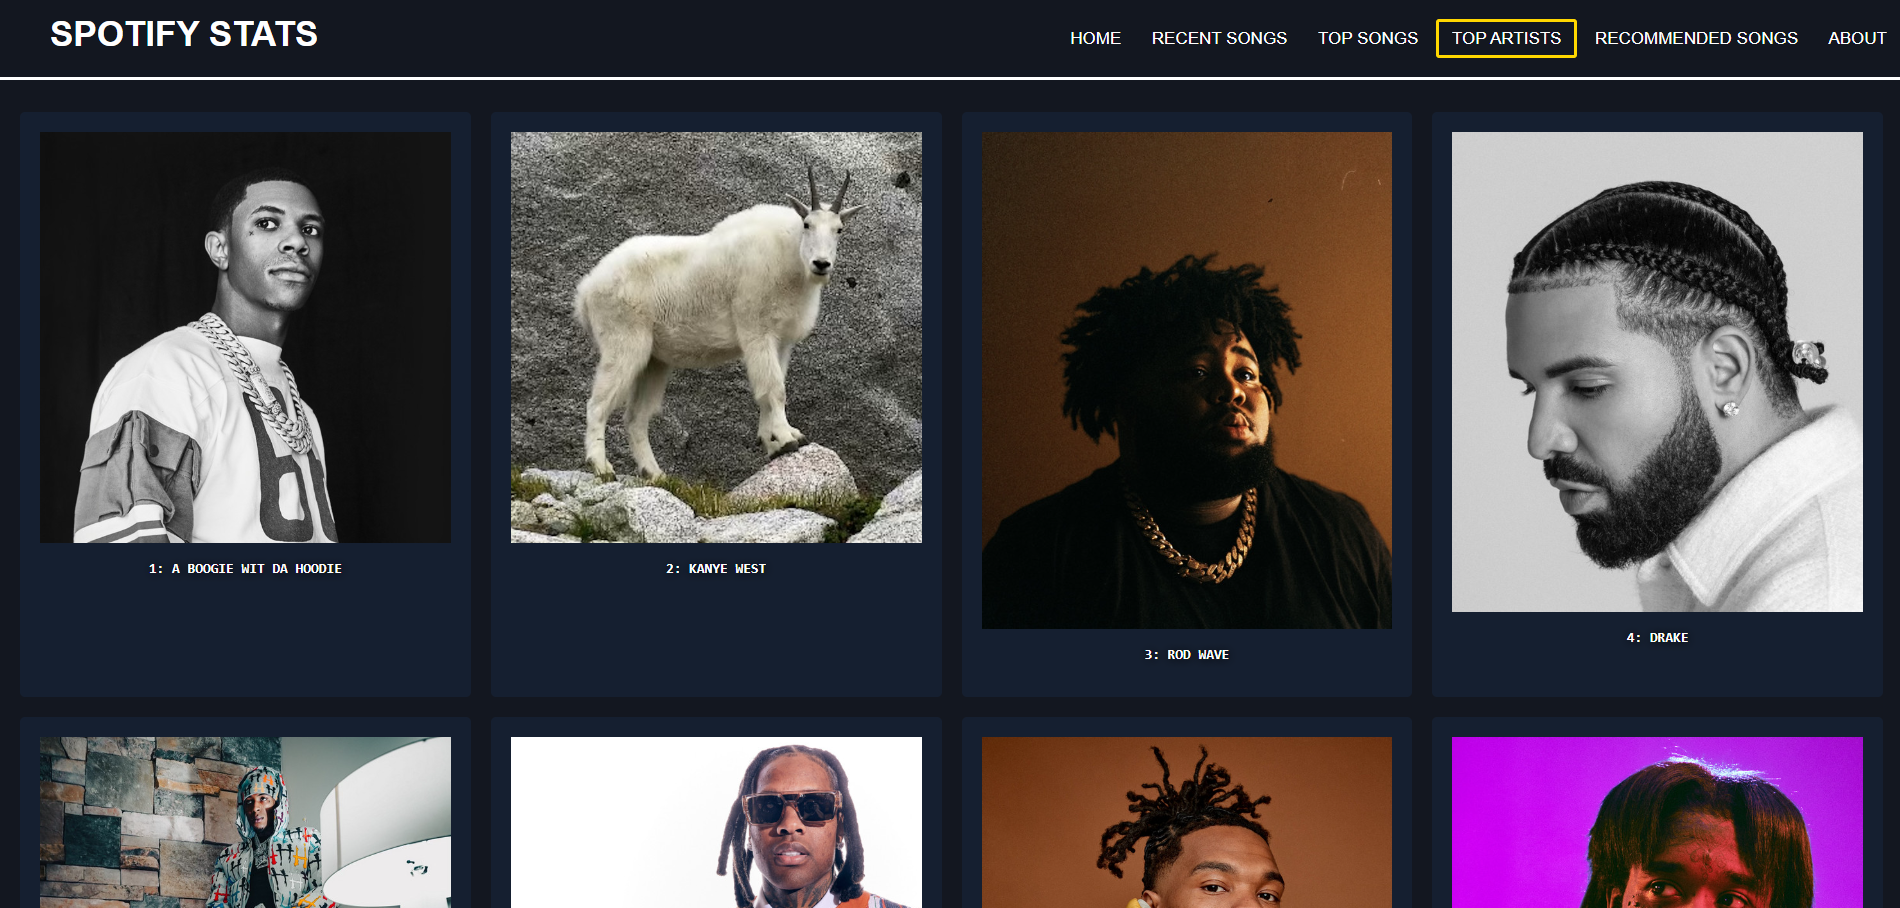 SPOTIFY STATS
HOME
RECENT SONGS
TOP SONGS
TOP ARTISTS
RECOMMENDED SONGS
ABOUT
1: A BOOGIE WIT DA HOODIE
2: KANYE WEST
3: ROD WAVE
4: DRAKE